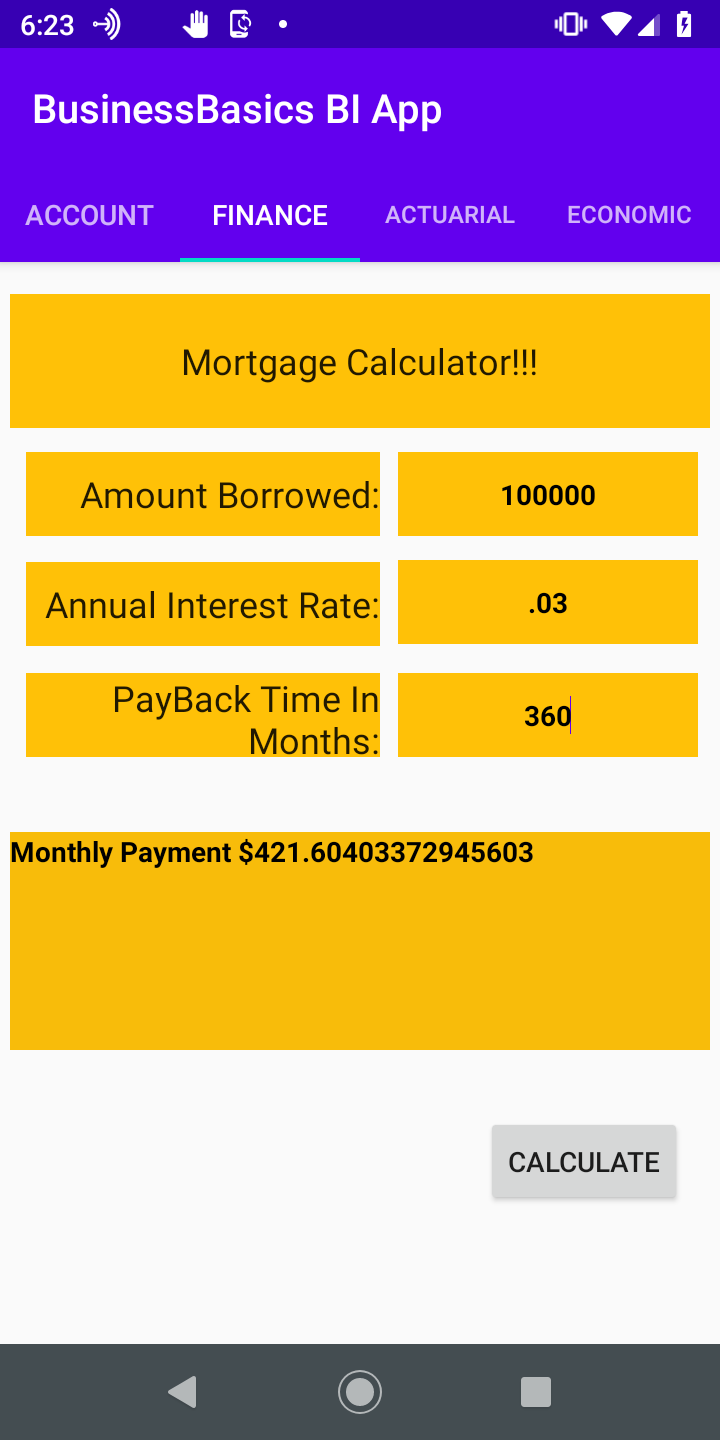 6:23
BusinessBasics BI App
ACCOUNT FINANCE ACTUARIAL ECONOMIC
Mortgage Calculator!!!
Amount Borrowed: 100000
Annual Interest Rate: .03
PayBack Time In
Months: 360
Monthly Payment $421.60403372945603
CALCULATE